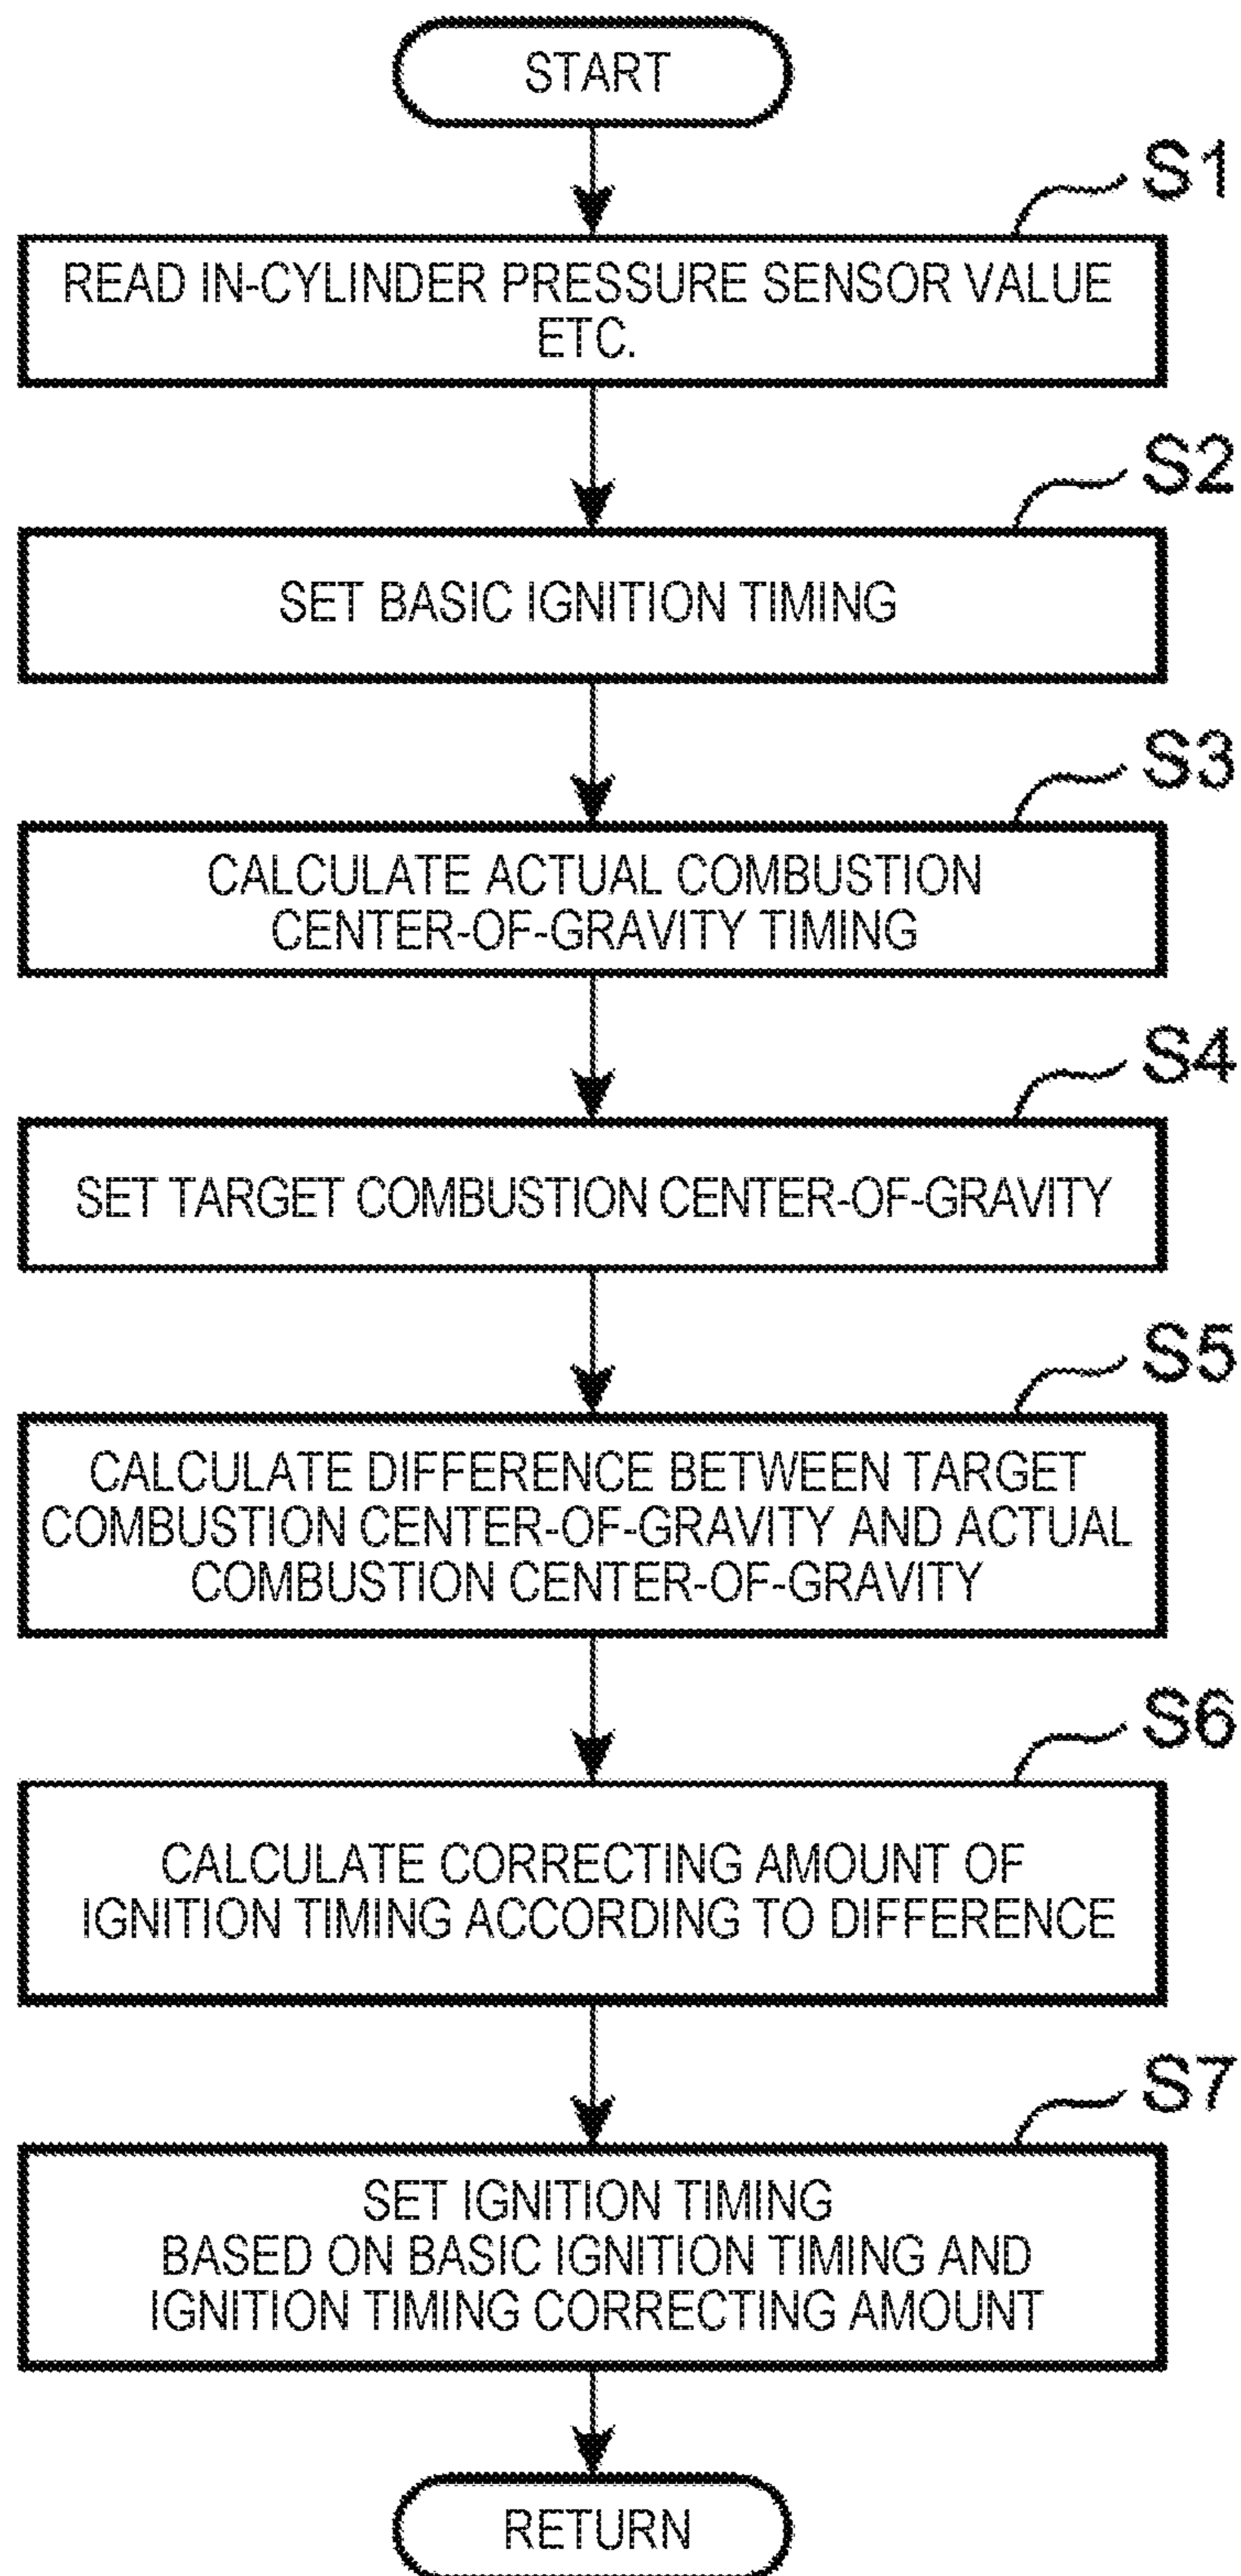 START
S1
READ IN-CYLINDER PRESSURE SENSOR VALUE
ETC.
S2
SET BASIC IGNITION TIMING
S3
CALCULATE ACTUAL COMBUSTION
CENTER-OF-GRAVITY TIMING
S4
SET TARGET COMBUSTION CENTER-OF-GRAVITY
S5
CALCULATE DIFFERENCE BETWEEN TARGET
COMBUSTION CENTER-OF-GRAVITY AND ACTUAL
COMBUSTION CENTER-OF-GRAVITY
S6
CALCULATE CORRECTING AMOUNT OF
IGNITION TIMING ACCORDING TO DIFFERENCE
S7
SET IGNITION TIMING
BASED ON BASIC IGNITION TIMING AND
IGNITION TIMING CORRECTING AMOUNT
RETURN